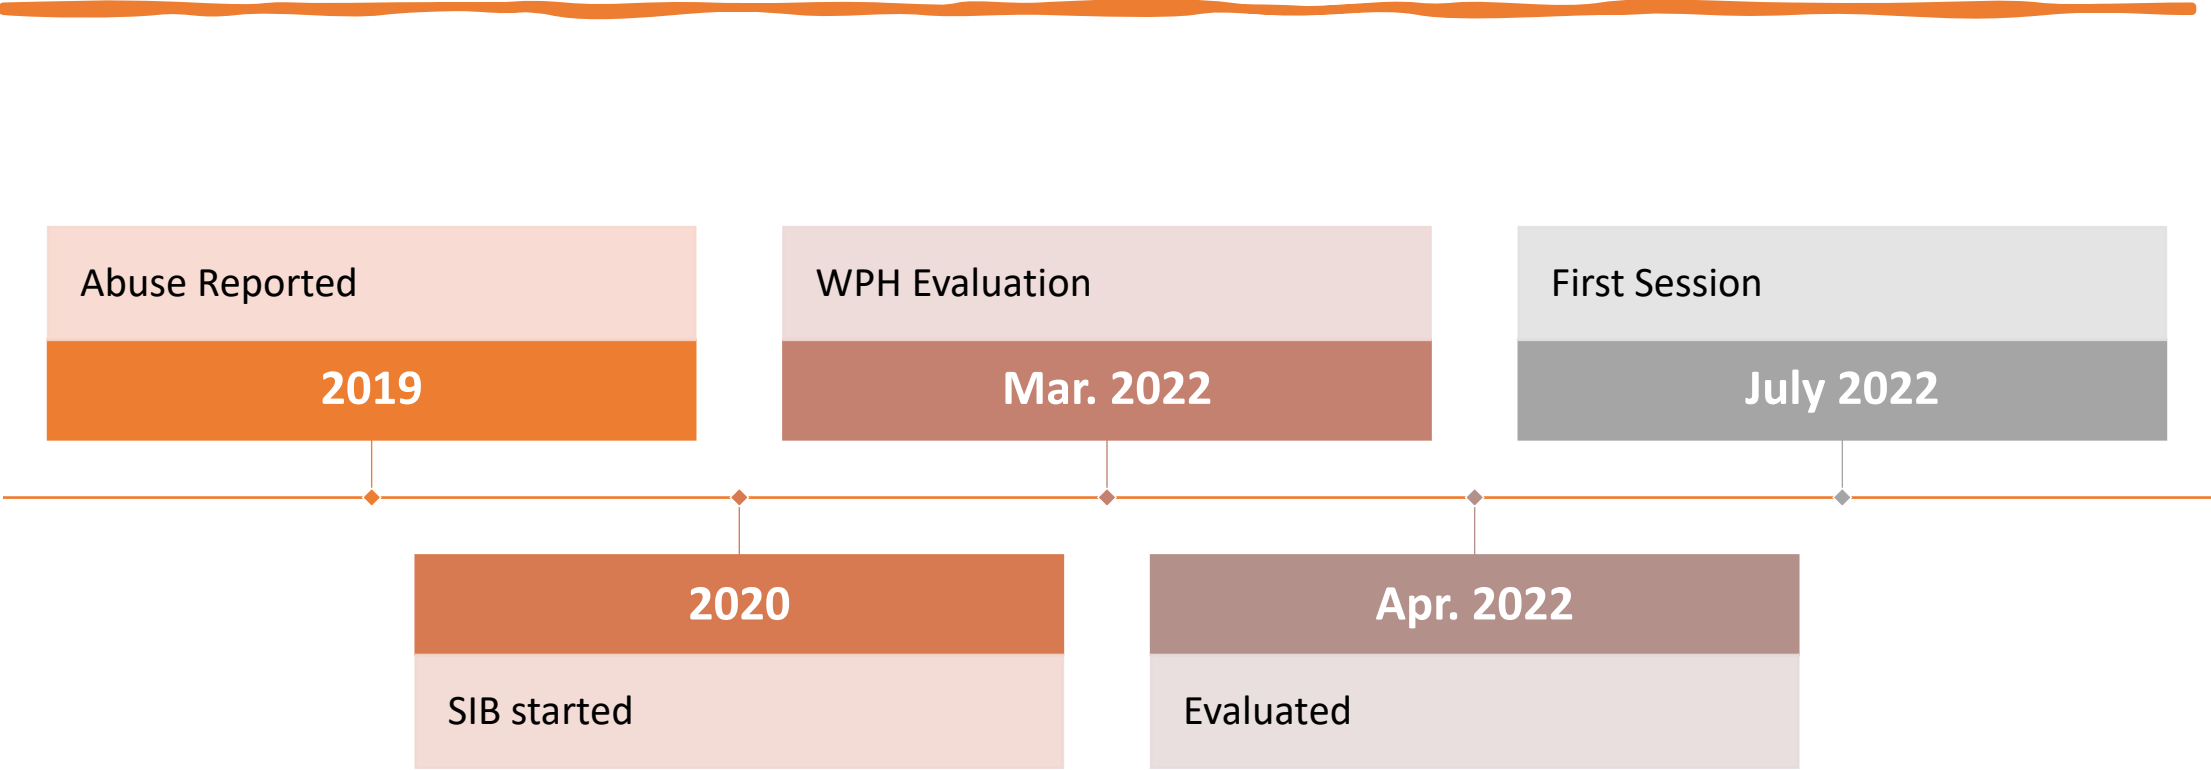 Abuse Reported
2019
2020
SIB started
WPH Evaluation
Mar. 2022
Apr. 2022
Evaluated
First Session
July 2022